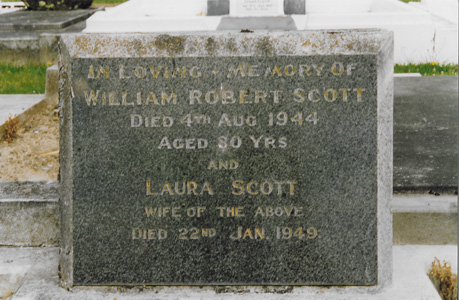 IN LOVING MEMORY OF
WILLIAM ROBERT SCOTT
DIED 4TH AUG 1944
AGED 80 YRS
AND
LAURA SCOTT
WIFE OF THE ABOVE
DIED 22ND JAN. 1949.